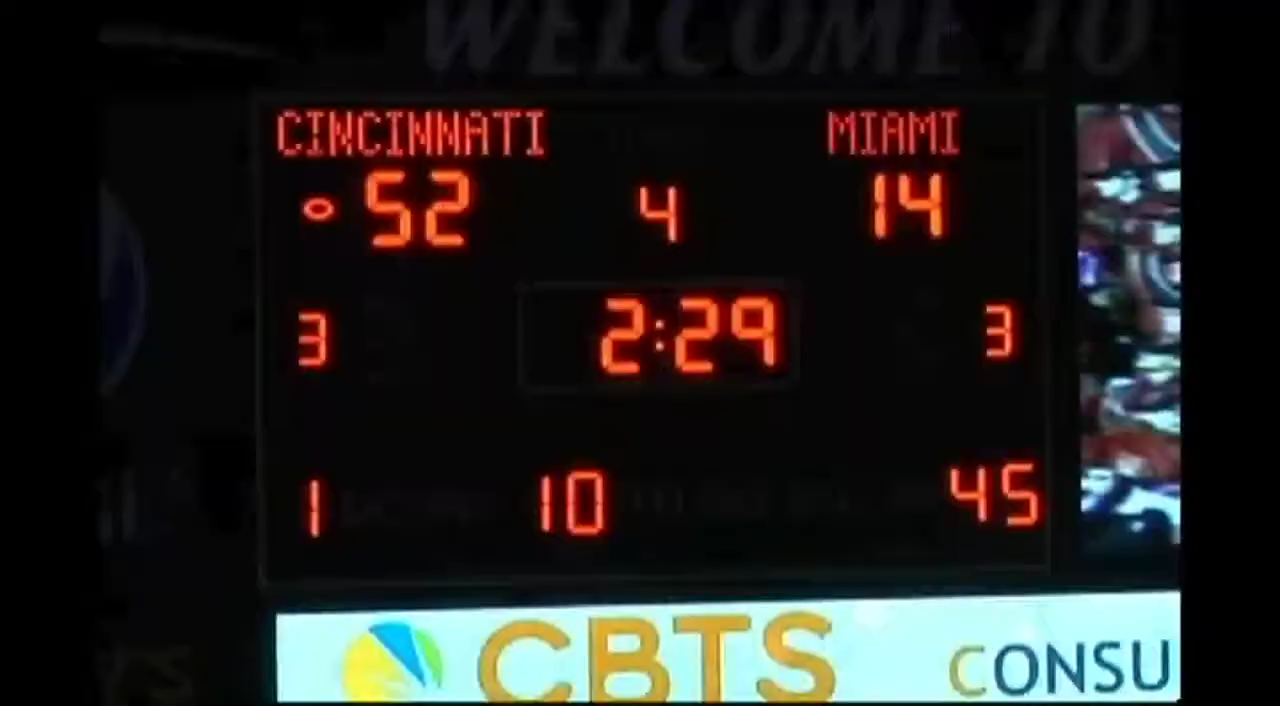 WELCOME TO
CINCINNATI MIAMI
52 4 14
3 2:29 3
1 10 45
CBTS CONSU